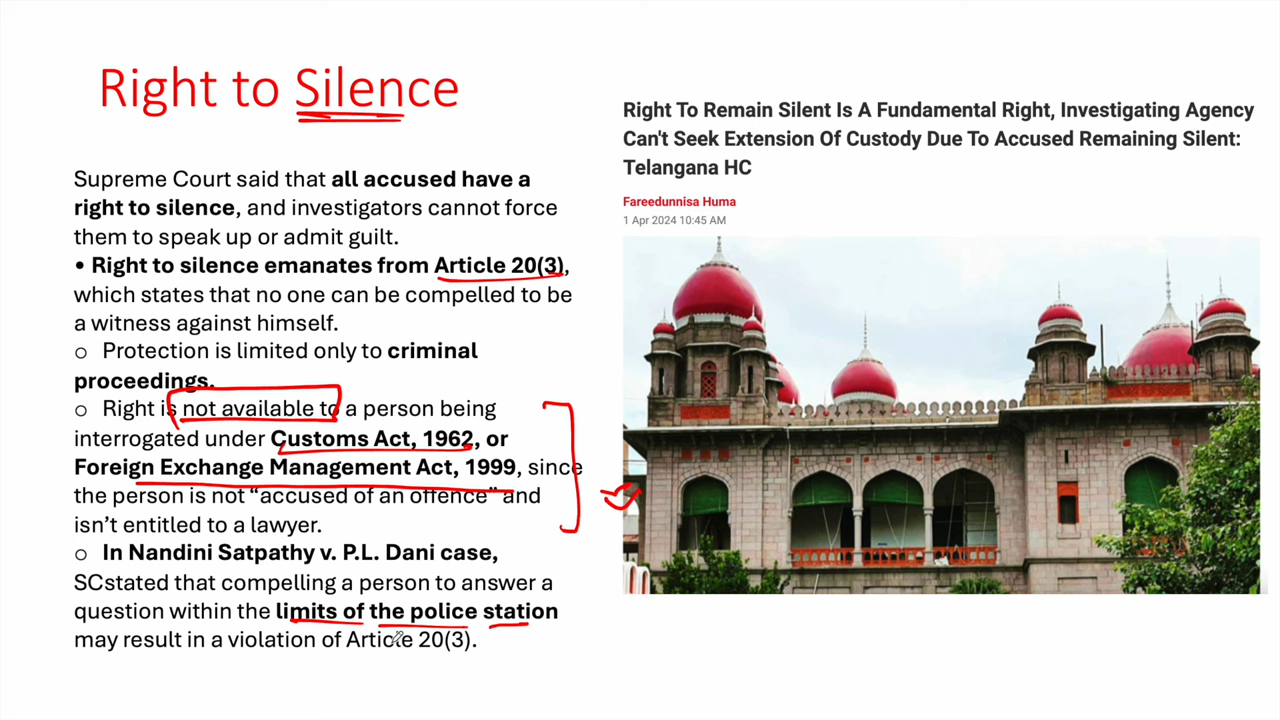 Right to Silence
Supreme Court said that all accused have a
right to silence, and investigators cannot force
them to speak up or admit guilt.
• Right to silence emanates from Article 20(3),
which states that no one can be compelled to be
a witness against himself.
o Protection is limited only to criminal
proceedings.
o Right is not available to a person being
interrogated under Customs Act, 1962, or
Foreign Exchange Management Act, 1999, since
the person is not “accused of an offence” and
isn’t entitled to a lawyer.
o In Nandini Satpathy v. P.L. Dani case,
SCstated that compelling a person to answer a
question within the limits of the police station
may result in a violation of Article 20(3).
Right To Remain Silent Is A Fundamental Right, Investigating Agency
Can't Seek Extension Of Custody Due To Accused Remaining Silent:
Telangana HC
Fareedunnisa Huma
1 Apr 2024 10:45 AM